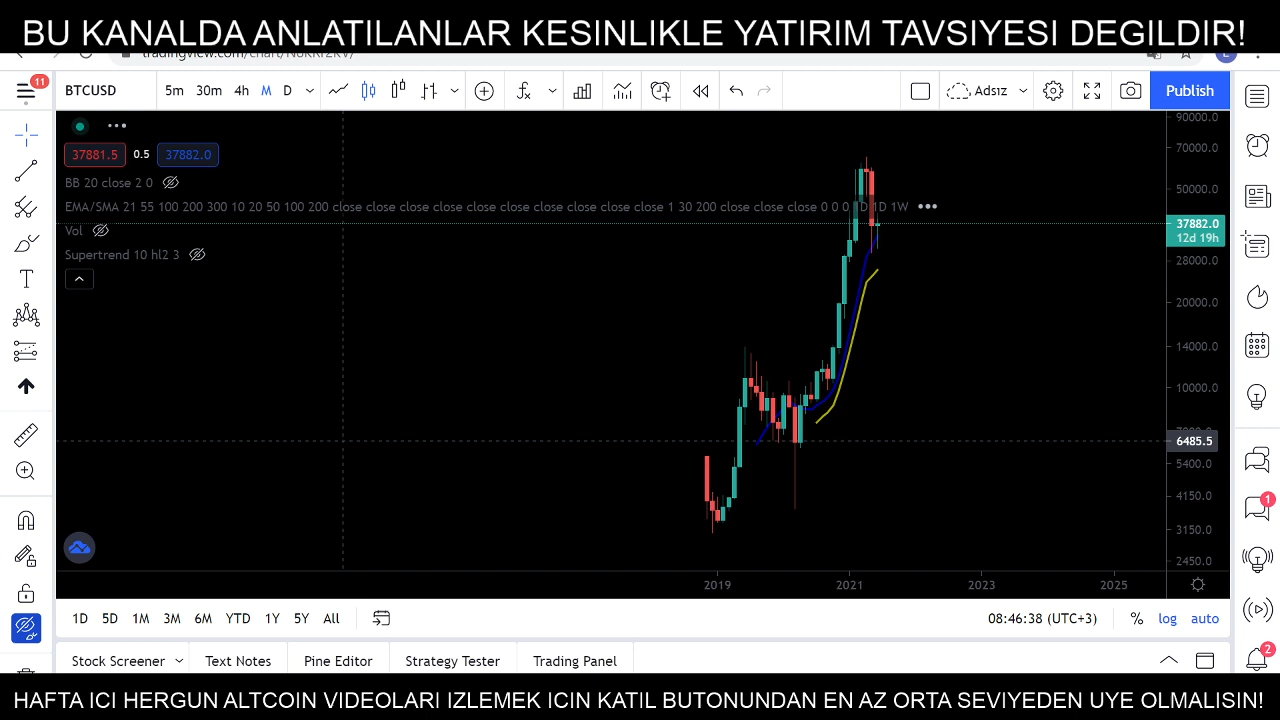 BU KANALDA ANLATILANLAR KESINLIKLE YATIRIM TAVSIYESI DEGILDIR!
11
BTCUSD
5m 30m 4h M D
Adsız
Publish
37881.5 0.5 37882.0
BB 20 close 2 0
EMA/SMA 21 55 100 200 300 10 20 50 100 200 close close close close close close close close close close 1 30 200 close close close 0 0 0 1D 1D 1W
Vol
Supertrend 10 hl2 3
90000.0
70000.0
50000.0
37882.0
12d 19h
28000.0
20000.0
14000.0
10000.0
6485.5
5400.0
4150.0
3150.0
2450.0
2019 2021 2023 2025
1D 5D 1M 3M 6M YTD 1Y 5Y All
08:46:38 (UTC+3) % log auto
1
2
Stock Screener Text Notes Pine Editor Strategy Tester Trading Panel
HAFTA ICI HERGUN ALTCOIN VIDEOLARI IZLEMEK ICIN KATIL BUTONUNDAN EN AZ ORTA SEVIYEDEN UYE OLMALISIN!